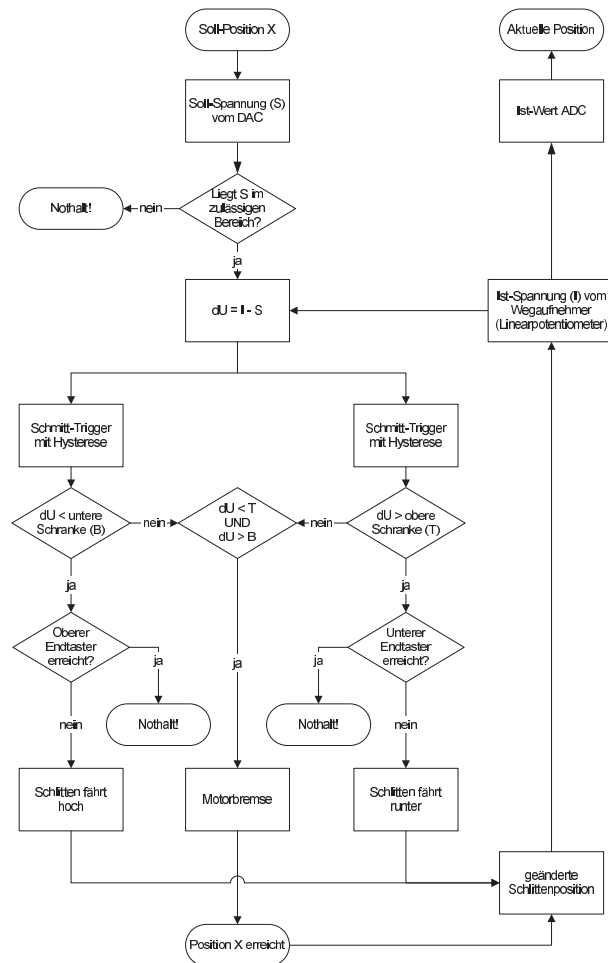 Soll-Position X
Aktuelle Position
Soll-Spannung (S)
vom DAC
Ist-Wert ADC
Liegt S im
zulässigen
Bereich?
nein
Nothalt!
ja
dU = I - S
Ist-Spannung (I) vom
Wegaufnehmer
(Linearpotentiometer)
Schmitt-Trigger
mit Hysterese
Schmitt-Trigger
mit Hysterese
dU < untere
Schranke (B)
nein
dU < T
UND
dU > B
nein
dU > obere
Schranke (T)
ja
ja
Oberer
Endtaster
erreicht?
ja
ja
Unterer
Endtaster
erreicht?
ja
Nothalt!
Nothalt!
nein
nein
Schlitten fährt
hoch
Motorbremse
Schlitten fährt
runter
geänderte
Schlittenposition
Position X erreicht